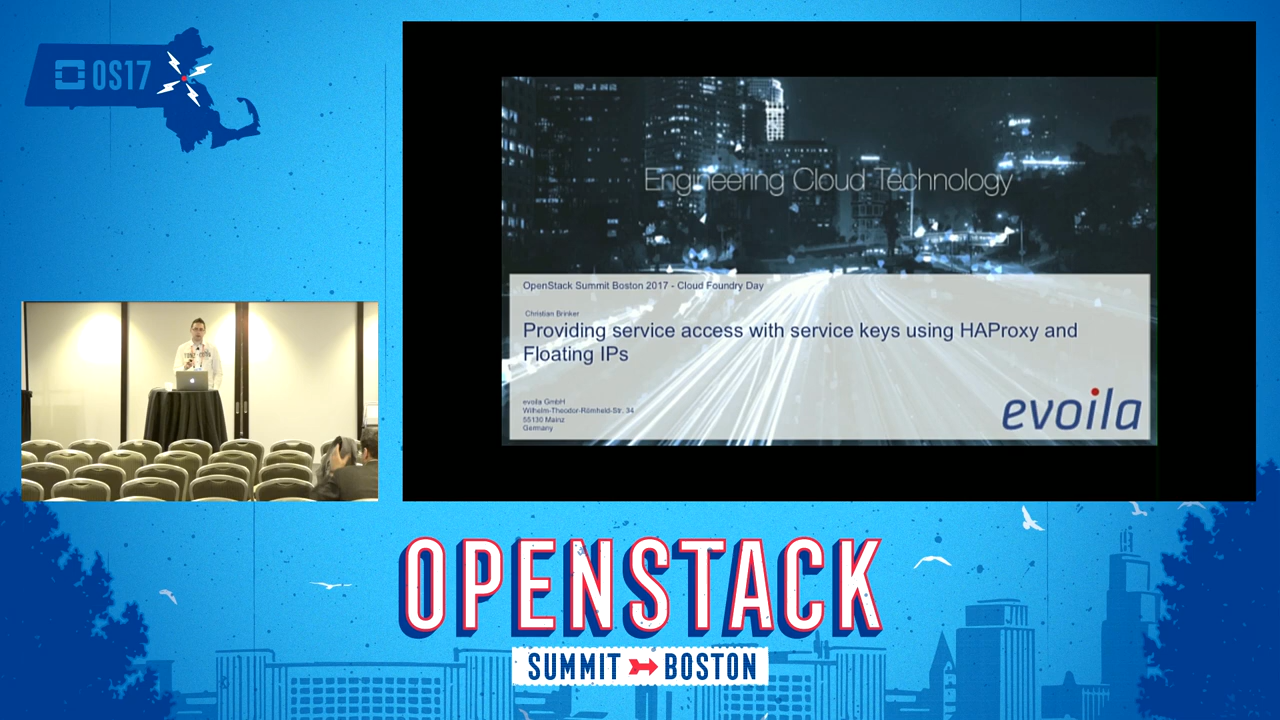 OS17
Engineering Cloud Technology
OpenStack Summit Boston 2017 - Cloud Foundry Day
Christian Brinker
Providing service access with service keys using HAProxy and
Floating IPs
evoila GmbH
Wilhelm-Theodor-Römheld-Str. 34
55130 Mainz
Germany
evoila
OPENSTACK
SUMMIT BOSTON